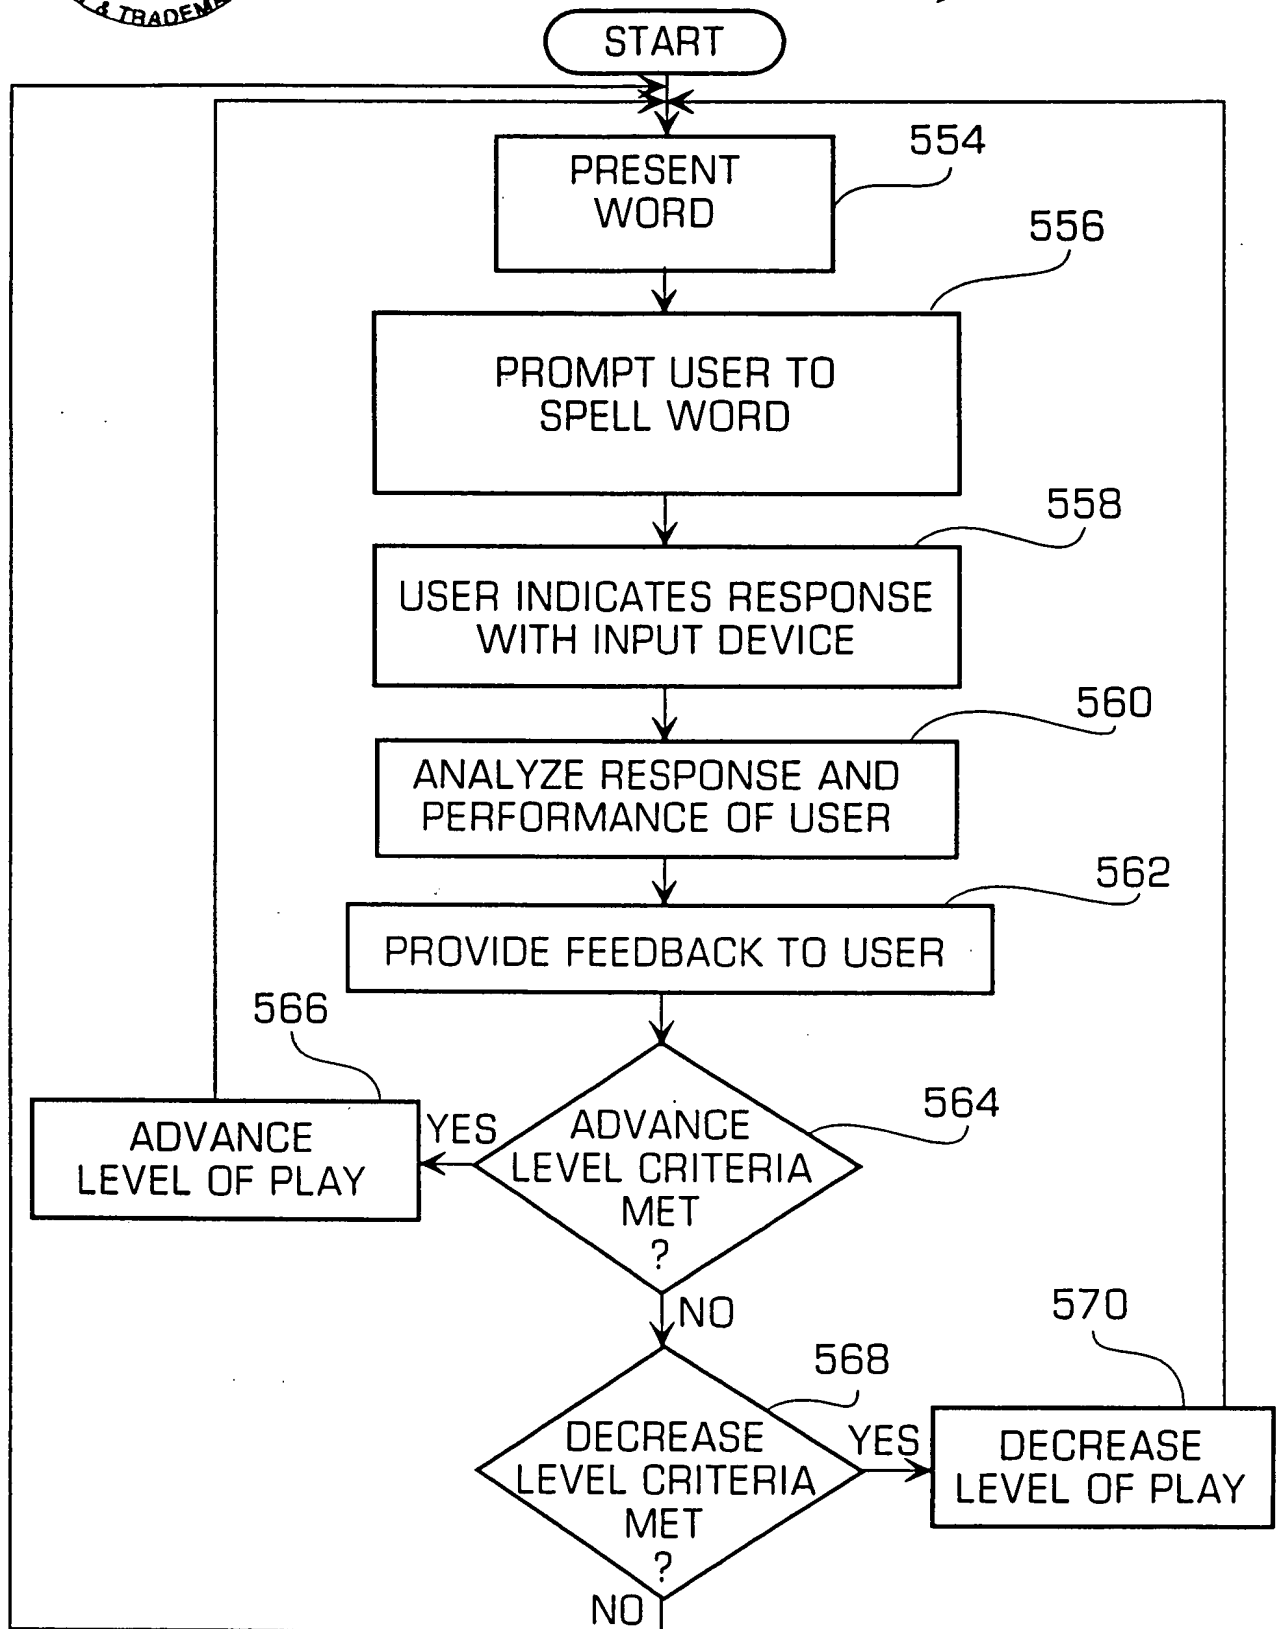 & TRADEMA
START
554
PRESENT
WORD
556
PROMPT USER TO
SPELL WORD
558
USER INDICATES RESPONSE
WITH INPUT DEVICE
560
ANALYZE RESPONSE AND
PERFORMANCE OF USER
562
PROVIDE FEEDBACK TO USER
566
564
ADVANCE
LEVEL OF PLAY
YES
ADVANCE
LEVEL CRITERIA
MET
?
NO
570
568
DECREASE
LEVEL CRITERIA
MET
?
YES
DECREASE
LEVEL OF PLAY
NO